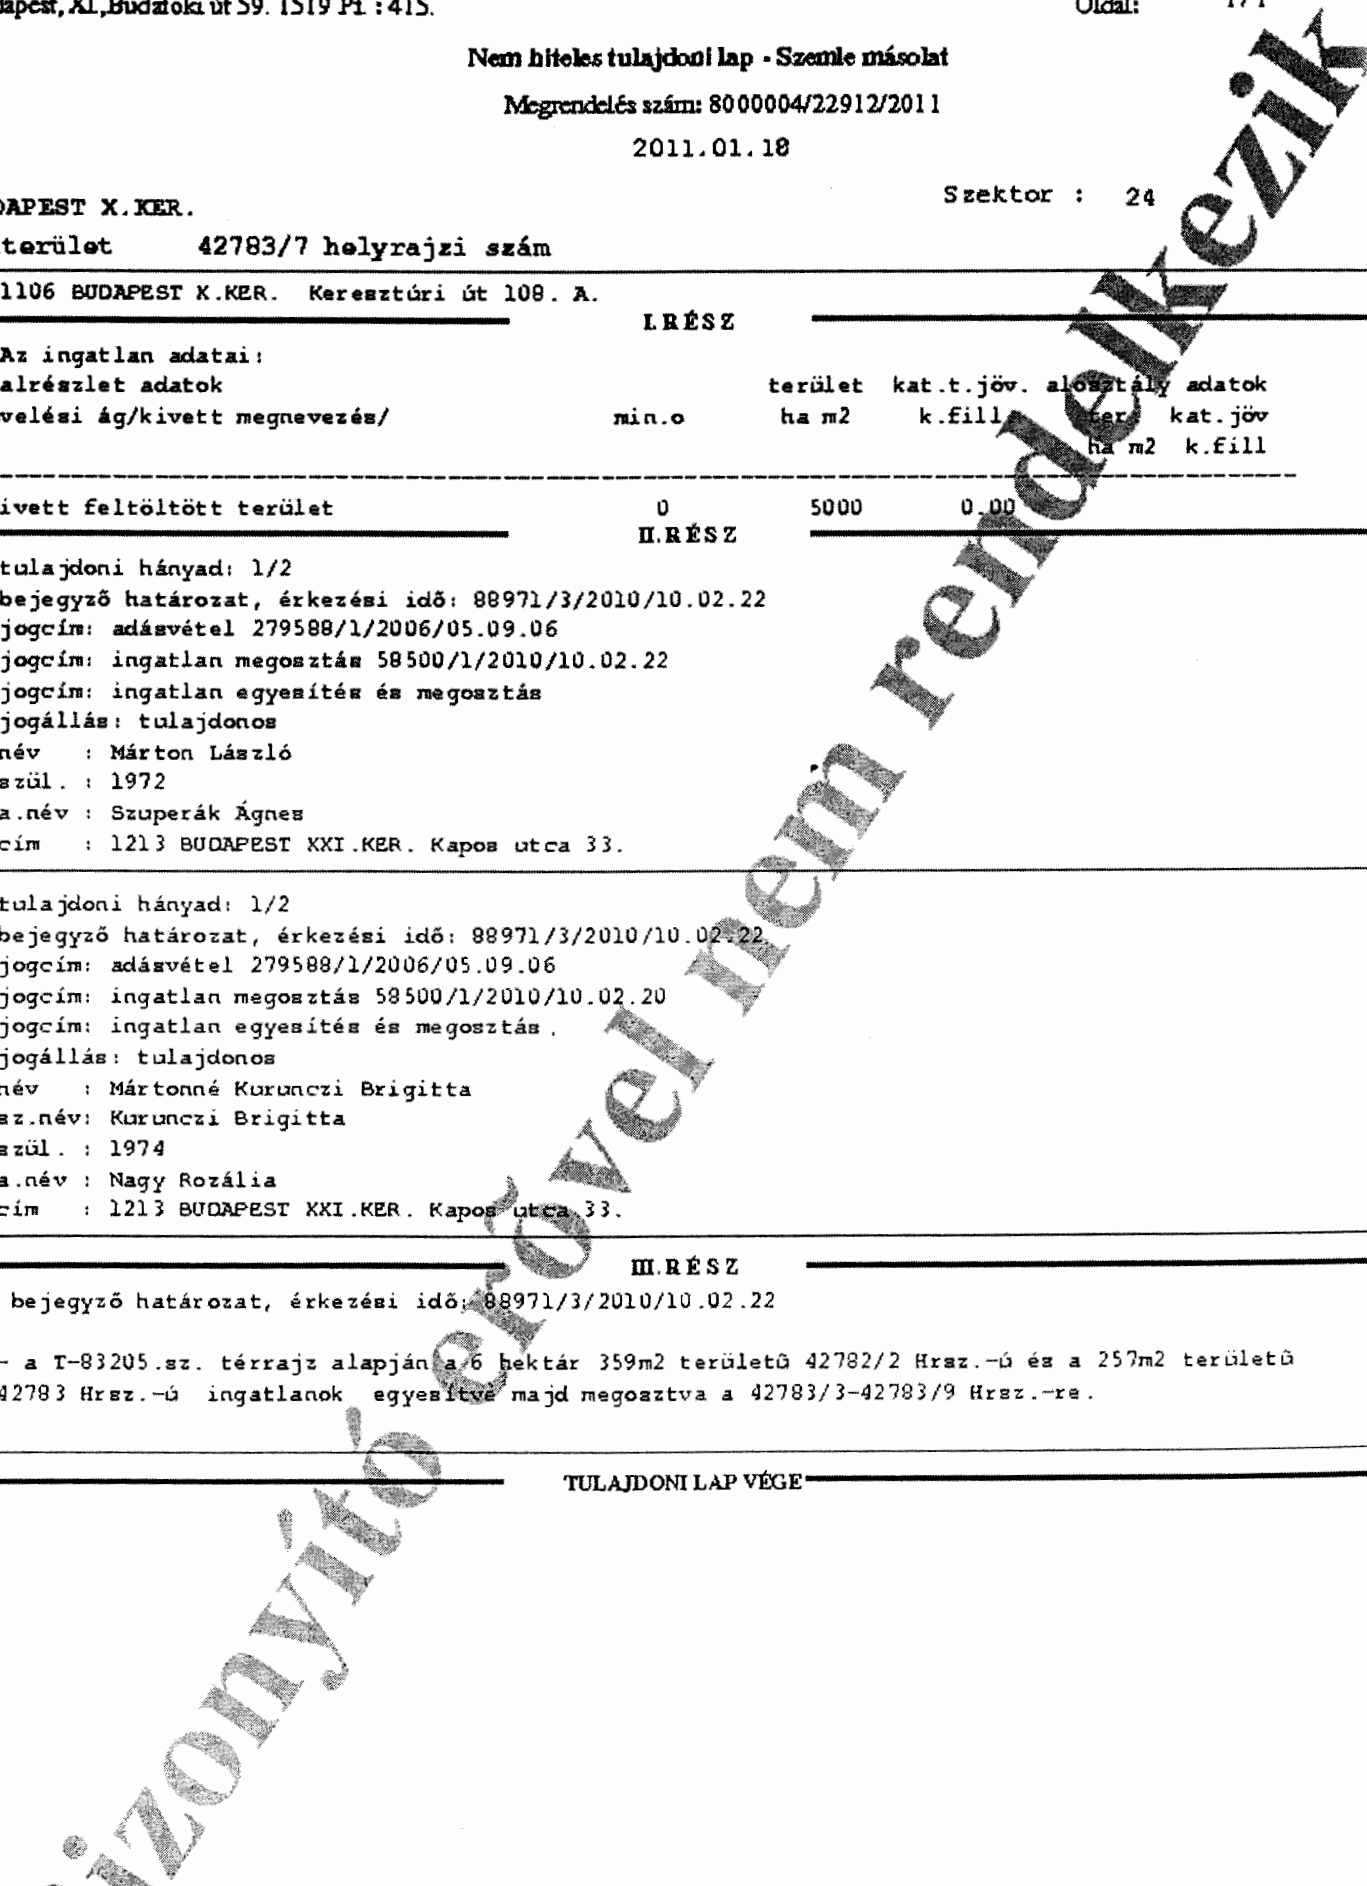 Budafoki út 59. 1519 Pf.: 415.
Oldal: 1 / 1
Nem hiteles tulajdoni lap - Szemle másolat
Megrendelés szám: 8000004/22912/2011
2011.01.18
Szektor : 24
DAPEST X.KER.
terület 42783/7 helyrajzi szám
1106 BUDAPEST X.KER. Keresztúri út 108. A.
I.RÉSZ
Az ingatlan adatai:
alrészlet adatok terület kat.t.jöv. alosztály adatok
velési ág/kivett megnevezés/ min.o ha m2 k.fill ter. kat.jöv
ha m2 k.fill
ivett feltöltött terület 0 5000 0.00
II.RÉSZ
tulajdoni hányad: 1/2
bejegyző határozat, érkezési idő: 88971/3/2010/10.02.22
jogcím: adásvétel 279588/1/2006/05.09.06
jogcím: ingatlan megosztás 58500/1/2010/10.02.22
jogcím: ingatlan egyesítés és megosztás
jogállás: tulajdonos
név : Márton László
szül. : 1972
a.név : Szuperák Ágnes
cím : 1213 BUDAPEST XXI.KER. Kapos utca 33.
tulajdoni hányad: 1/2
bejegyző határozat, érkezési idő: 88971/3/2010/10.02.22
jogcím: adásvétel 279588/1/2006/05.09.06
jogcím: ingatlan megosztás 58500/1/2010/10.02.20
jogcím: ingatlan egyesítés és megosztás.
jogállás: tulajdonos
név : Mártonné Kurunczi Brigitta
sz.név: Kurunczi Brigitta
szül. : 1974
a.név : Nagy Rozália
cím : 1213 BUDAPEST XXI.KER. Kapos utca 33.
III.RÉSZ
bejegyző határozat, érkezési idő: 88971/3/2010/10.02.22
- a T-83205.sz. térrajz alapján a 6 hektár 359m2 területű 42782/2 Hrsz.-ú és a 257m2 területű
42783 Hrsz.-ú ingatlanok egyesítve majd megosztva a 42783/3-42783/9 Hrsz.-re.
TULAJDONI LAP VÉGE
izonyító erővel nem rendelkezik